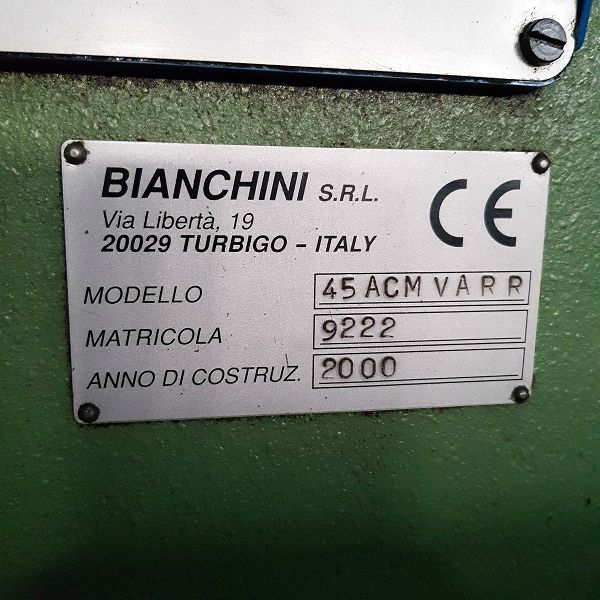 BIANCHINI S.R.L.
Via Libertà, 19
20029 TURBIGO - ITALY
CE
MODELLO 45 ACM VARR
MATRICOLA 9222
ANNO DI COSTRUZ. 2000